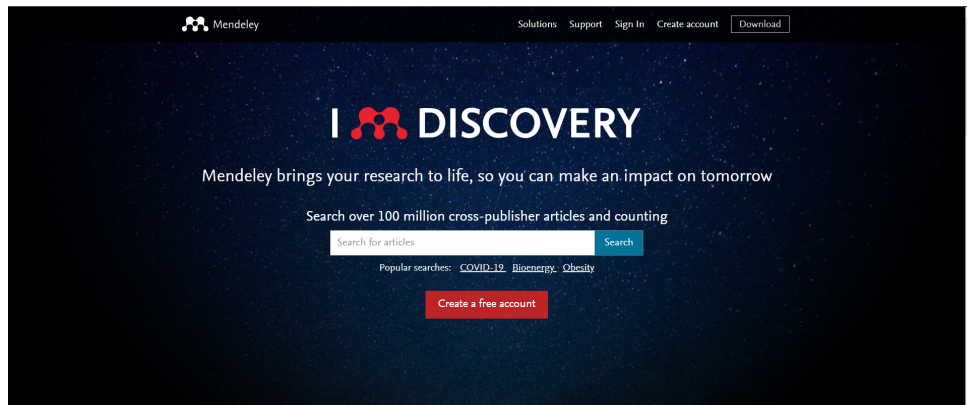 Mendeley Solutions Support Sign In Create account Download
I DISCOVERY
Mendeley brings your research to life, so you can make an impact on tomorrow
Search over 100 million cross-publisher articles and counting
Search for articles Search
Popular searches: COVID-19 Bioenergy Obesity
Create a free account